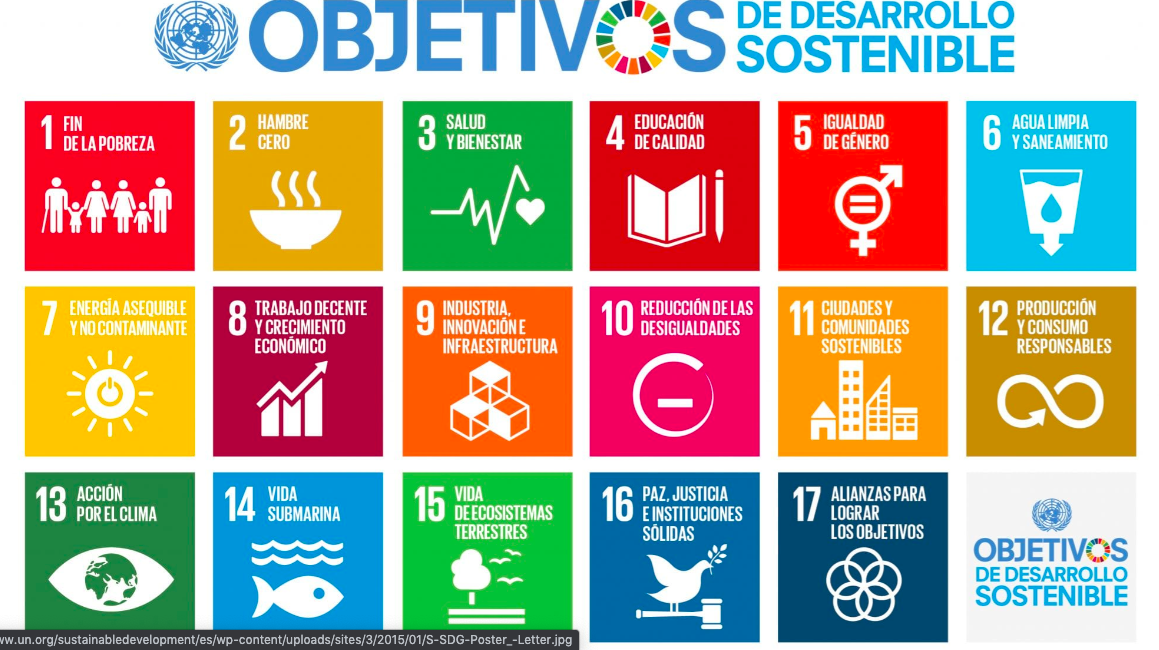 OBJETIVOS
DE DESARROLLO
SOSTENIBLE
1 FIN
DE LA POBREZA
2 HAMBRE
CERO
3 SALUD
Y BIENESTAR
4 EDUCACIÓN
DE CALIDAD
5 IGUALDAD
DE GÉNERO
6 AGUA LIMPIA
Y SANEAMIENTO
7 ENERGÍA ASEQUIBLE
Y NO CONTAMINANTE
8 TRABAJO DECENTE
Y CRECIMIENTO
ECONÓMICO
9 INDUSTRIA,
INNOVACIÓN E
INFRAESTRUCTURA
10 REDUCCIÓN DE LAS
DESIGUALDADES
11 CIUDADES Y
COMUNIDADES
SOSTENIBLES
12 PRODUCCIÓN
Y CONSUMO
RESPONSABLES
13 ACCIÓN
POR EL CLIMA
14 VIDA
SUBMARINA
15 VIDA
DE ECOSISTEMAS
TERRESTRES
16 PAZ, JUSTICIA
E INSTITUCIONES
SÓLIDAS
17 ALIANZAS PARA
LOGRAR
LOS OBJETIVOS
OBJETIVOS
DE DESARROLLO
SOSTENIBLE
ww.un.org/sustainabledevelopment/es/wp-content/uploads/sites/3/2015/01/S-SDG-Poster_-Letter.jpg